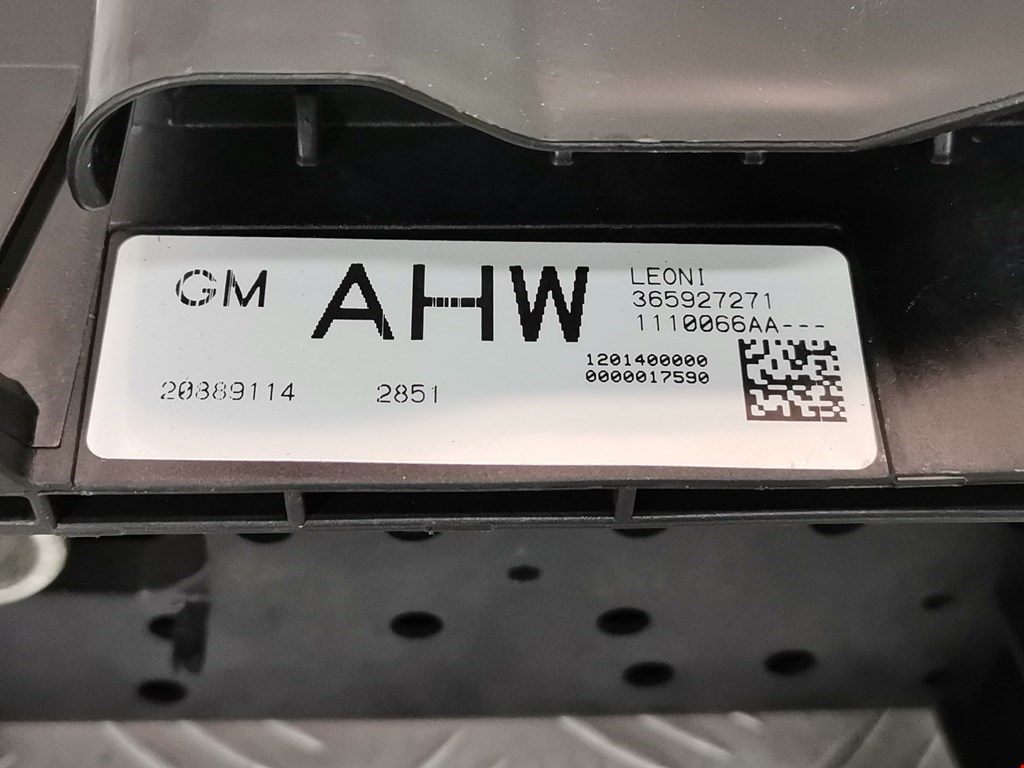 GM AHW
LEONI
365927271
1110066AA---
1201400000
0000017590
20889114 2851